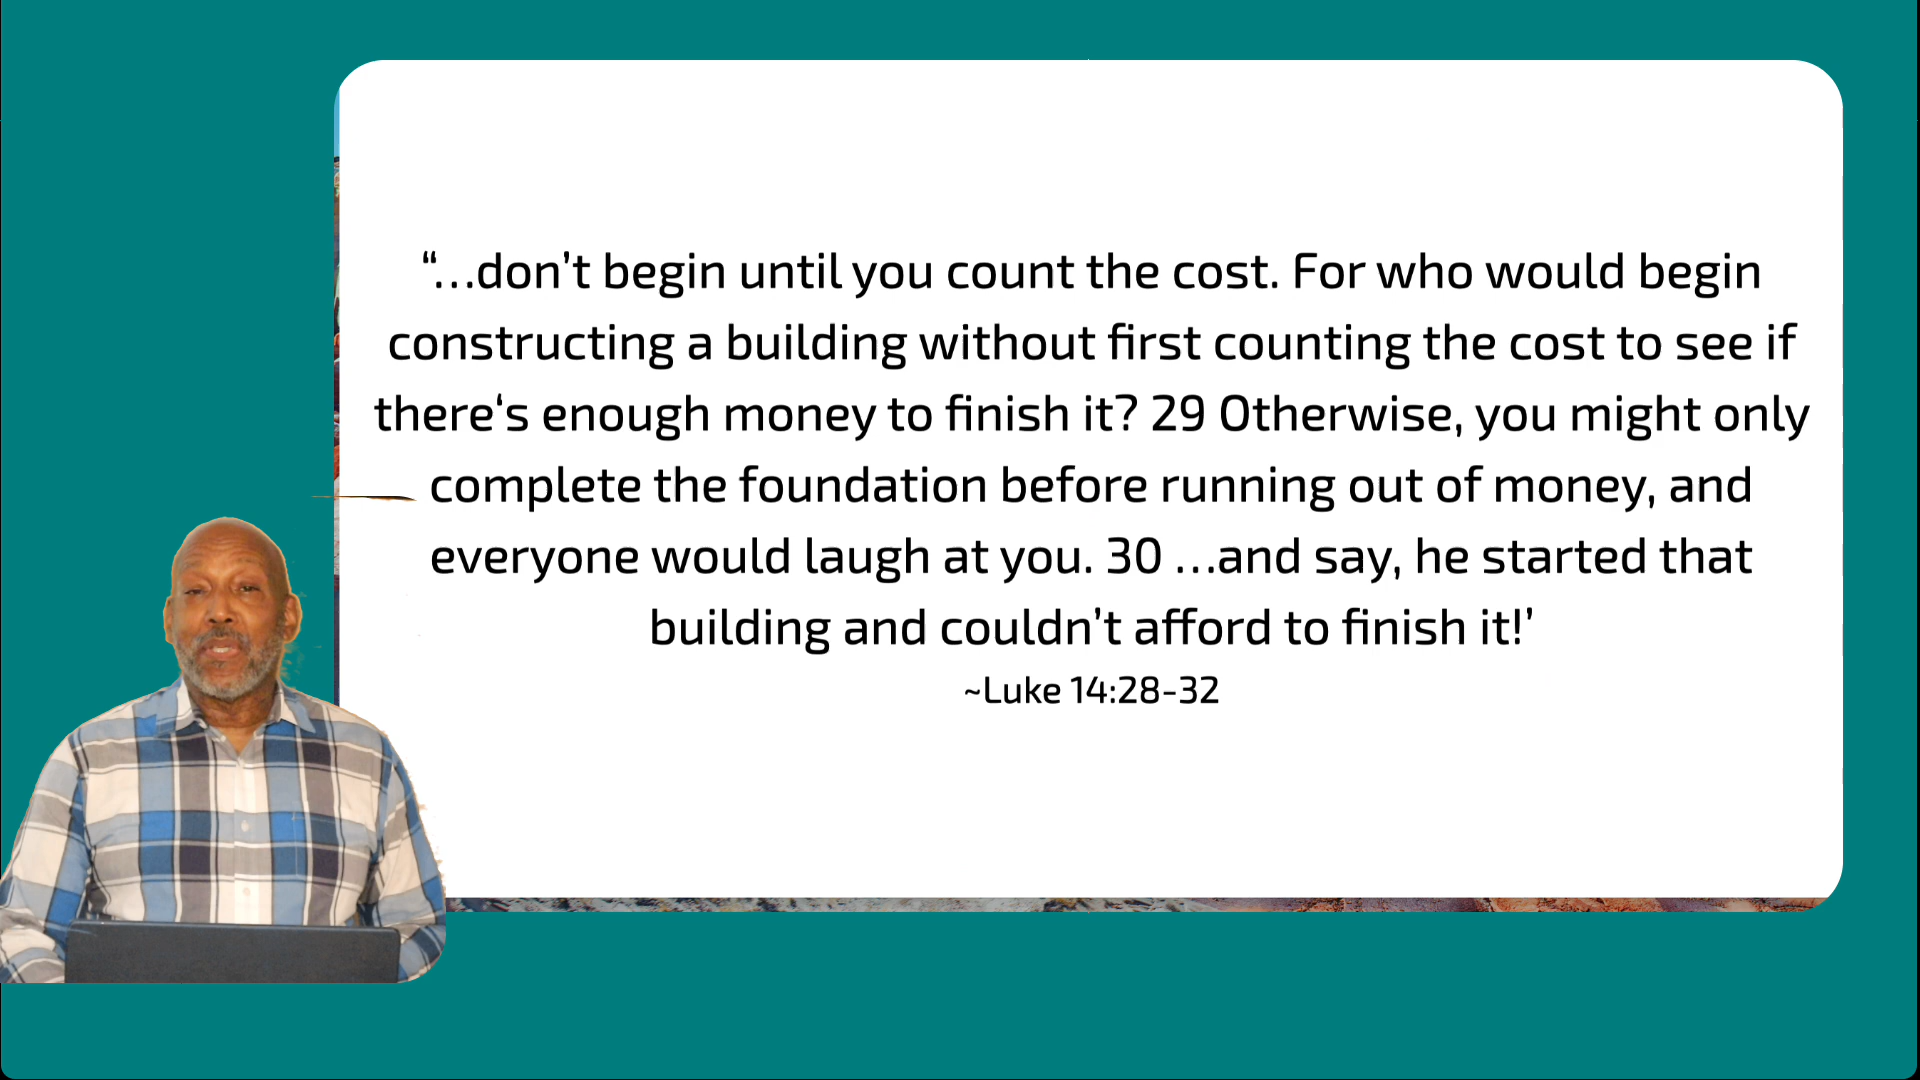 “…don’t begin until you count the cost. For who would begin
constructing a building without first counting the cost to see if
there‘s enough money to finish it? 29 Otherwise, you might only
complete the foundation before running out of money, and
everyone would laugh at you. 30 …and say, he started that
building and couldn’t afford to finish it!’
~Luke 14:28-32